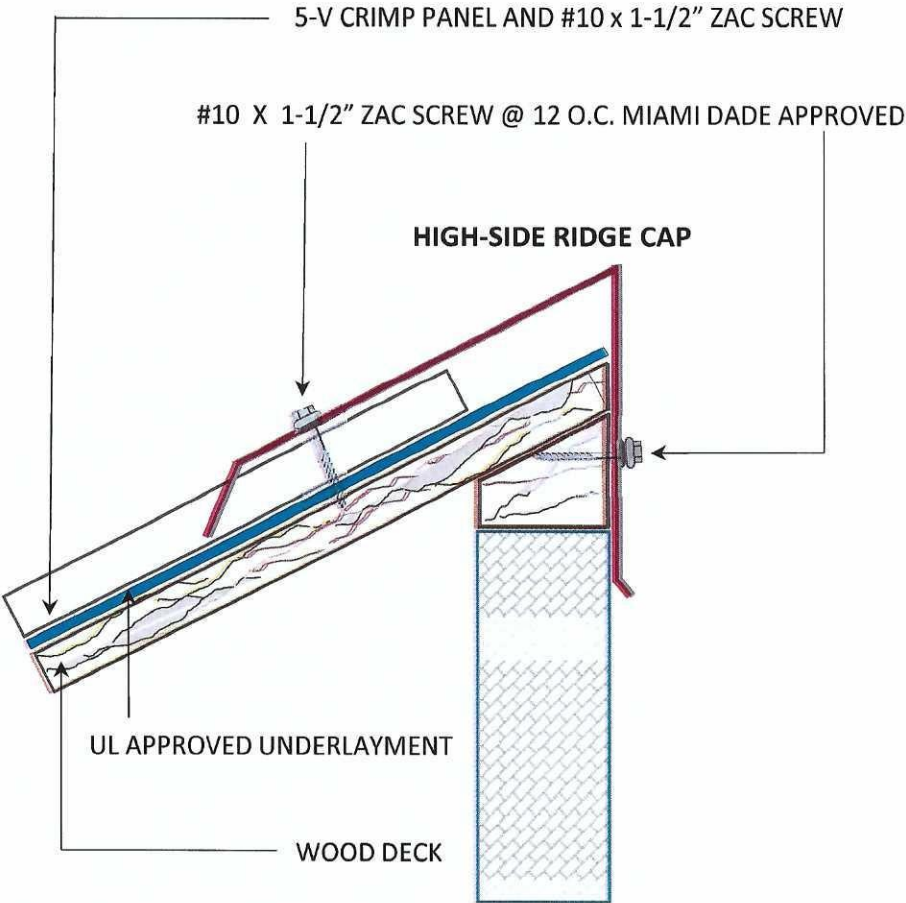 5-V CRIMP PANEL AND #10 x 1-1/2” ZAC SCREW
#10 X 1-1/2” ZAC SCREW @ 12 O.C. MIAMI DADE APPROVED
HIGH-SIDE RIDGE CAP
UL APPROVED UNDERLAYMENT
WOOD DECK